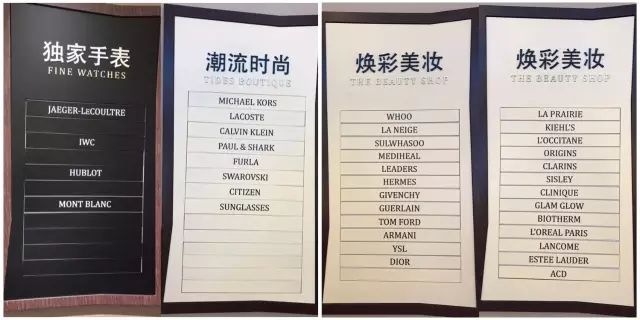 独家手表
FINE WATCHES
JAEGER-LECOULTRE
IWC
HUBLOT
MONT BLANC
潮流时尚
TIDES BOUTIQUE
MICHAEL KORS
LACOSTE
CALVIN KLEIN
PAUL & SHARK
FURLA
SWAROVSKI
CITIZEN
SUNGLASSES
焕彩美妆
THE BEAUTY SHOP
WHOO
LA NEIGE
SULWHASOO
MEDIHEAL
LEADERS
HERMES
GIVENCHY
GUERLAIN
TOM FORD
ARMANI
YSL
DIOR
焕彩美妆
THE BEAUTY SHOP
LA PRAIRIE
KIEHL'S
L'OCCITANE
ORIGINS
CLARINS
SISLEY
CLINIQUE
GLAM GLOW
BIOTHERM
L'OREAL PARIS
LANCOME
ESTEE LAUDER
ACD